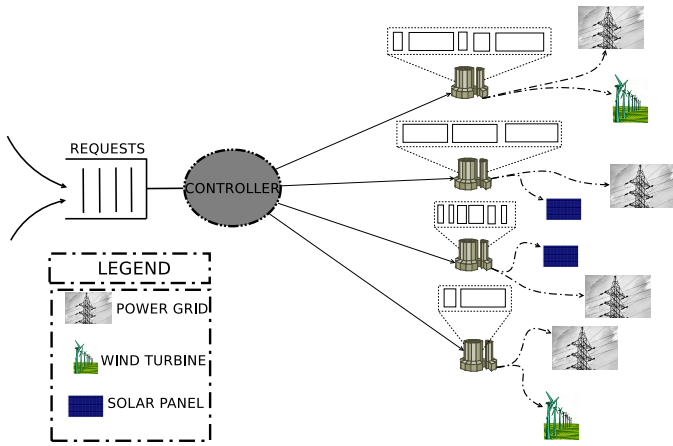 REQUESTS
CONTROLLER
LEGEND
POWER GRID
WIND TURBINE
SOLAR PANEL